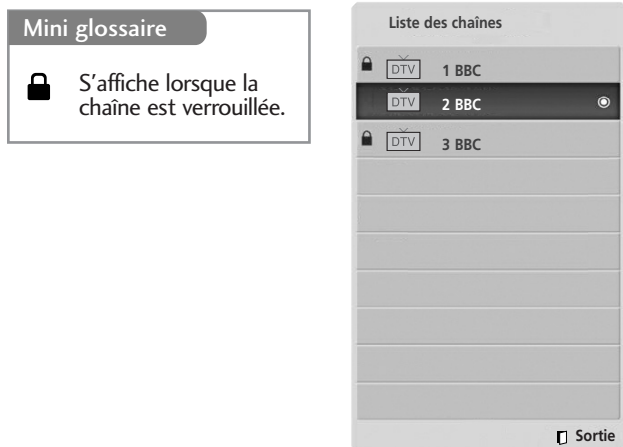 Mini glossaire
S’affiche lorsque la
chaîne est verrouillée.
Liste des chaînes
DTV 1 BBC
DTV 2 BBC
DTV 3 BBC
Sortie